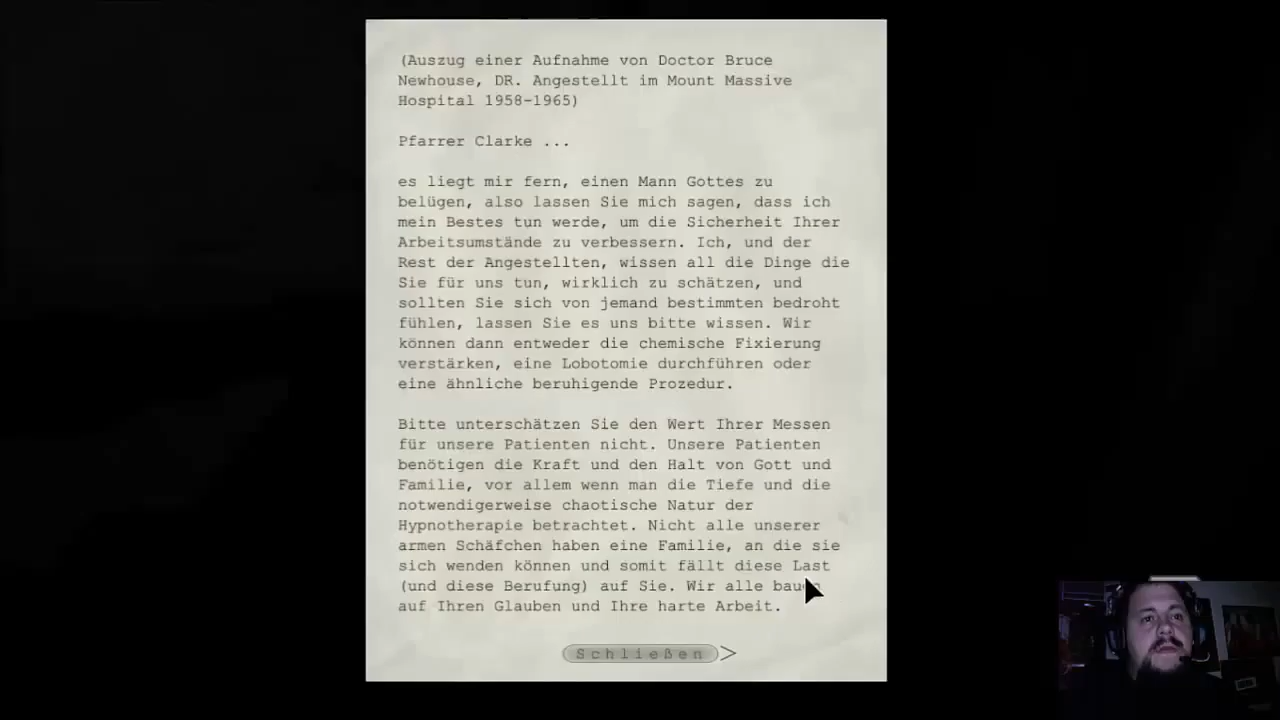 (Auszug einer Aufnahme von Doctor Bruce
Newhouse, DR. Angestellt im Mount Massive
Hospital 1958-1965)
Pfarrer Clarke ...
es liegt mir fern, einen Mann Gottes zu
belügen, also lassen Sie mich sagen, dass ich
mein Bestes tun werde, um die Sicherheit Ihrer
Arbeitsumstände zu verbessern. Ich, und der
Rest der Angestellten, wissen all die Dinge die
Sie für uns tun, wirklich zu schätzen, und
sollten Sie sich von jemand bestimmten bedroht
fühlen, lassen Sie es uns bitte wissen. Wir
können dann entweder die chemische Fixierung
verstärken, eine Lobotomie durchführen oder
eine ähnliche beruhigende Prozedur.
Bitte unterschätzen Sie den Wert Ihrer Messen
für unsere Patienten nicht. Unsere Patienten
benötigen die Kraft und den Halt von Gott und
Familie, vor allem wenn man die Tiefe und die
notwendigerweise chaotische Natur der
Hypnotherapie betrachtet. Nicht alle unserer
armen Schäfchen haben eine Familie, an die sie
sich wenden können und somit fällt diese Last
(und diese Berufung) auf Sie. Wir alle bauen
auf Ihren Glauben und Ihre harte Arbeit.
Schließen >